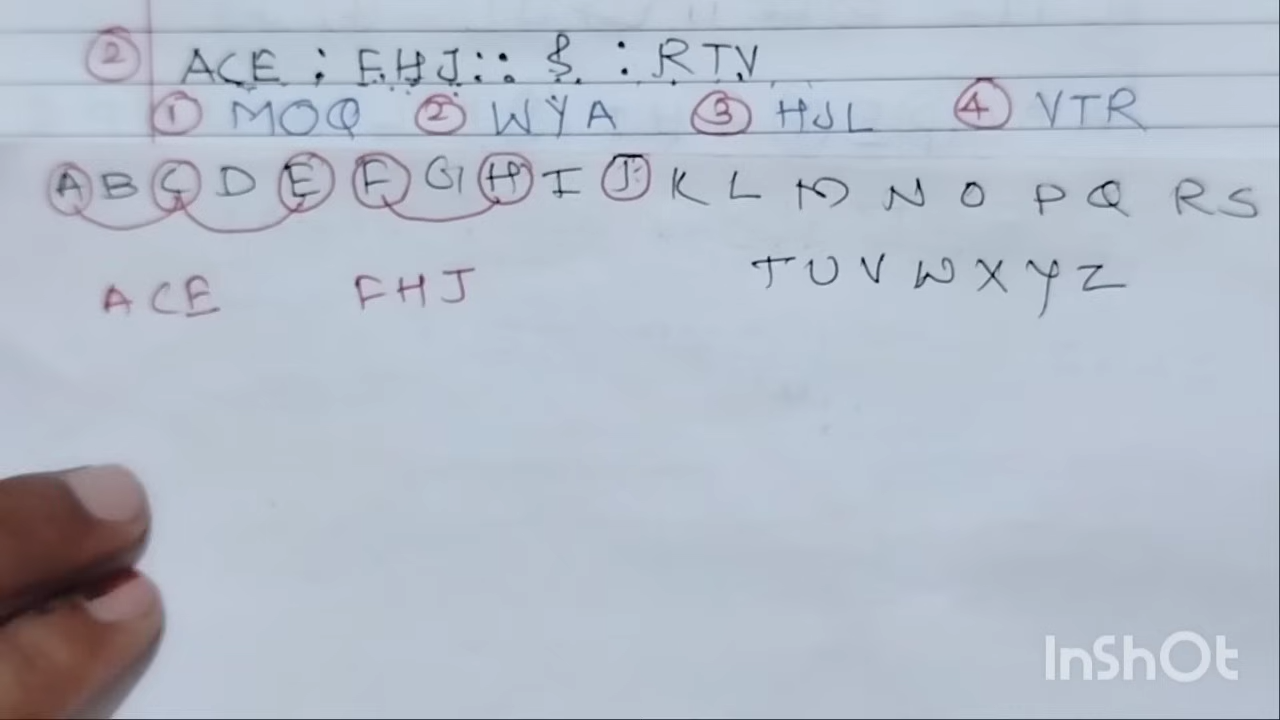 ② ACE : FHJ :: ? : RTV
① MOQ ② WYA ③ HJL ④ VTR
A B C D E F G H I J K L M N O P Q R S
T U V W X Y Z
ACE FHJ
InShOt